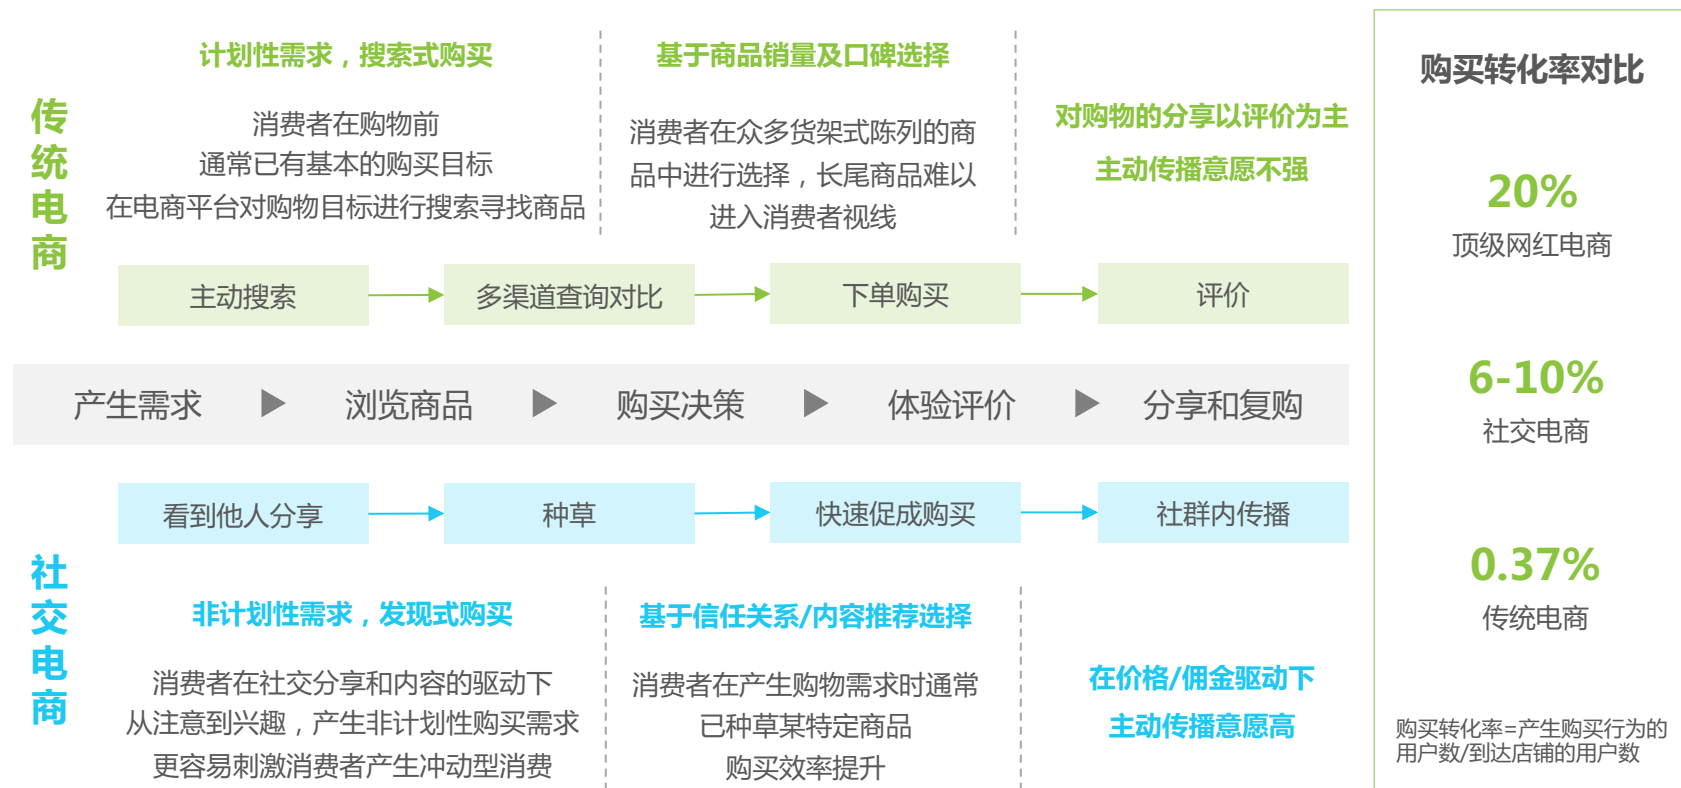 传统电商
计划性需求，搜索式购买
消费者在购物前
通常已有基本的购买目标
在电商平台对购物目标进行搜索寻找商品
基于商品销量及口碑选择
消费者在众多货架式陈列的商
品中进行选择，长尾商品难以
进入消费者视线
对购物的分享以评价为主
主动传播意愿不强
主动搜索
多渠道查询对比
下单购买
评价
产生需求
浏览商品
购买决策
体验评价
分享和复购
看到他人分享
种草
快速促成购买
社群内传播
社交电商
非计划性需求，发现式购买
消费者在社交分享和内容的驱动下
从注意到兴趣，产生非计划性购买需求
更容易刺激消费者产生冲动型消费
基于信任关系/内容推荐选择
消费者在产生购物需求时通常
已种草某特定商品
购买效率提升
在价格/佣金驱动下
主动传播意愿高
购买转化率对比
20%
顶级网红电商
6-10%
社交电商
0.37%
传统电商
购买转化率=产生购买行为的
用户数/到达店铺的用户数